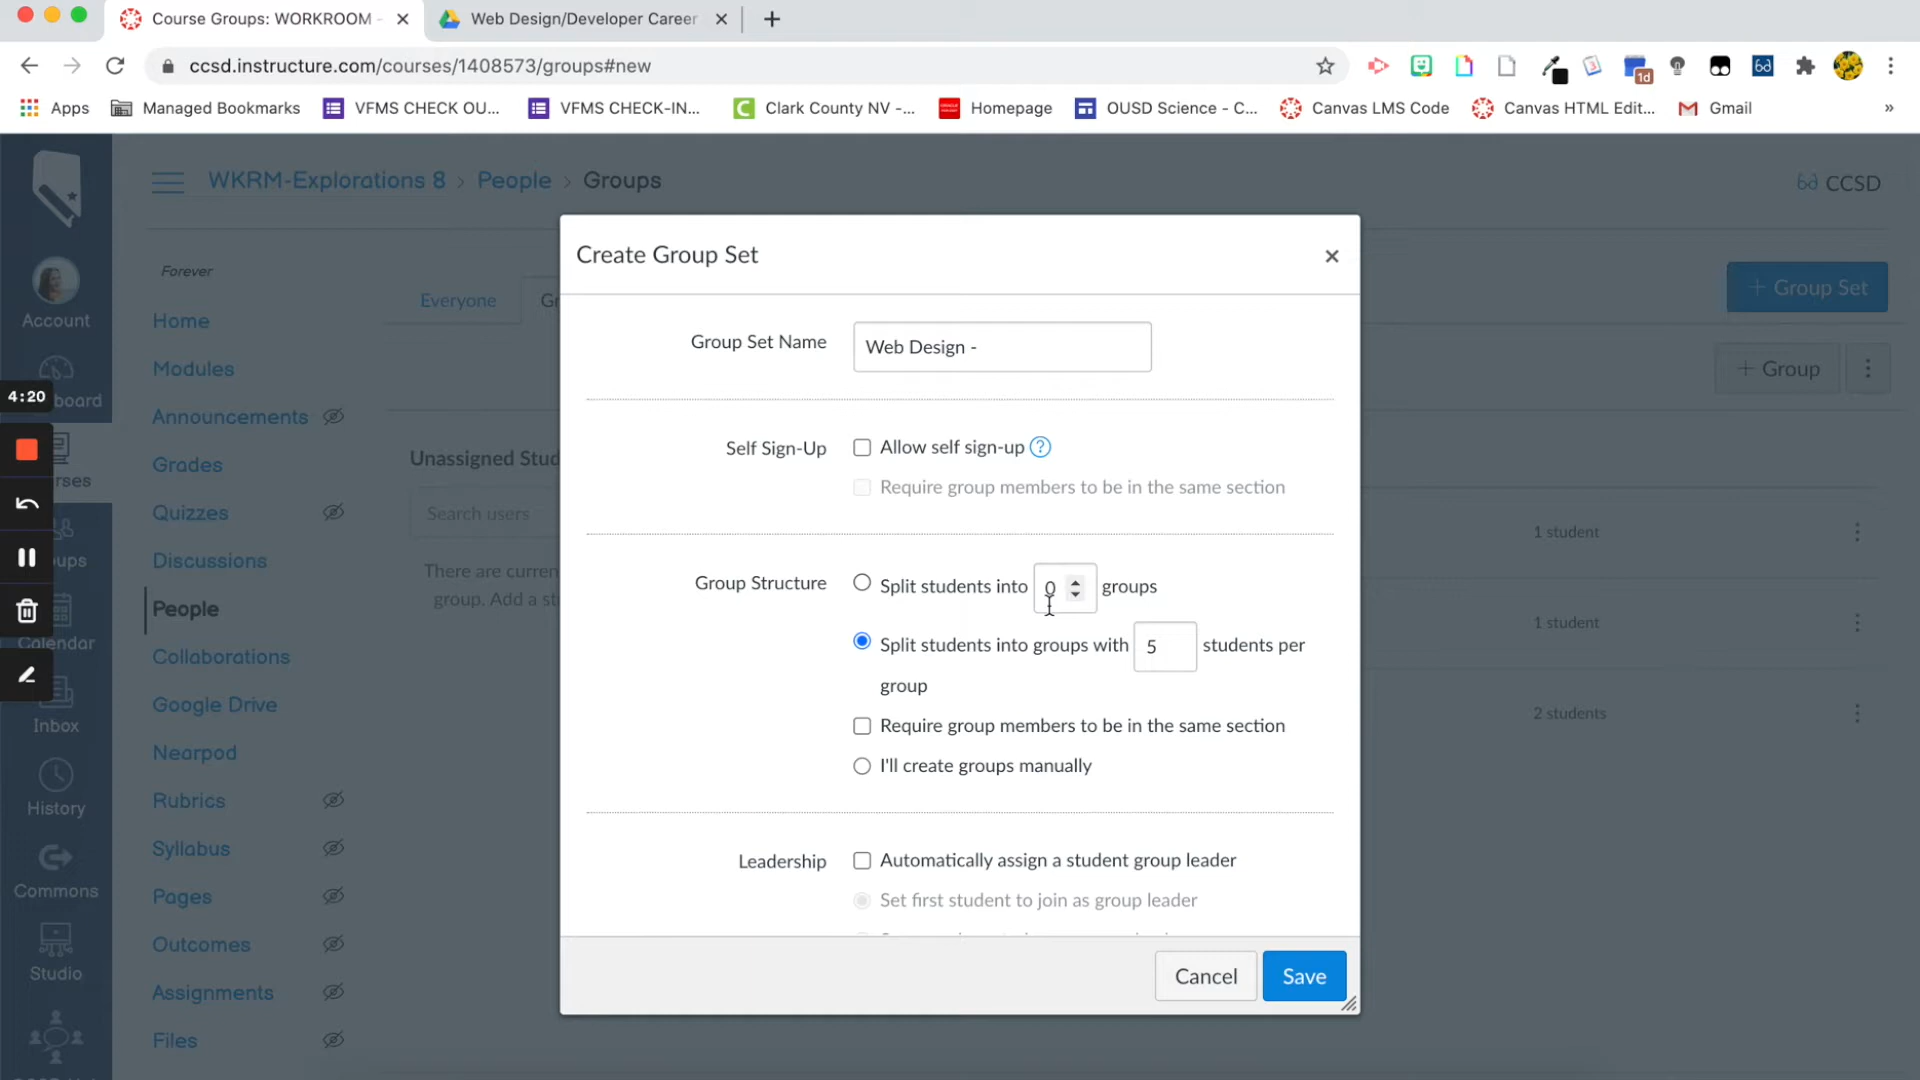 Course Groups: WORKROOM -
Web Design/Developer Career
ccsd.instructure.com/courses/1408573/groups#new
1d
Apps
Managed Bookmarks
VFMS CHECK OU...
VFMS CHECK-IN...
Clark County NV -...
Homepage
OUSD Science - C...
Canvas LMS Code
Canvas HTML Edit...
Gmail
»
WKRM-Explorations 8 > People > Groups
CCSD
Create Group Set
Forever
Everyone
Gr
+ Group Set
Account
Home
Group Set Name
Web Design -
Modules
+ Group
4:20
board
Announcements
Self Sign-Up
Allow self sign-up ?
Unassigned Stud
Grades
rses
Require group members to be in the same section
Quizzes
Search users
1 student
Discussions
ups
There are curren
group. Add a st
Group Structure
Split students into 0 groups
People
1 student
Calendar
Split students into groups with 5 students per
group
Collaborations
Google Drive
2 students
Inbox
Require group members to be in the same section
Nearpod
I'll create groups manually
Rubrics
History
Syllabus
Leadership
Automatically assign a student group leader
Commons
Pages
Set first student to join as group leader
Outcomes
Studio
Cancel
Save
Assignments
Files